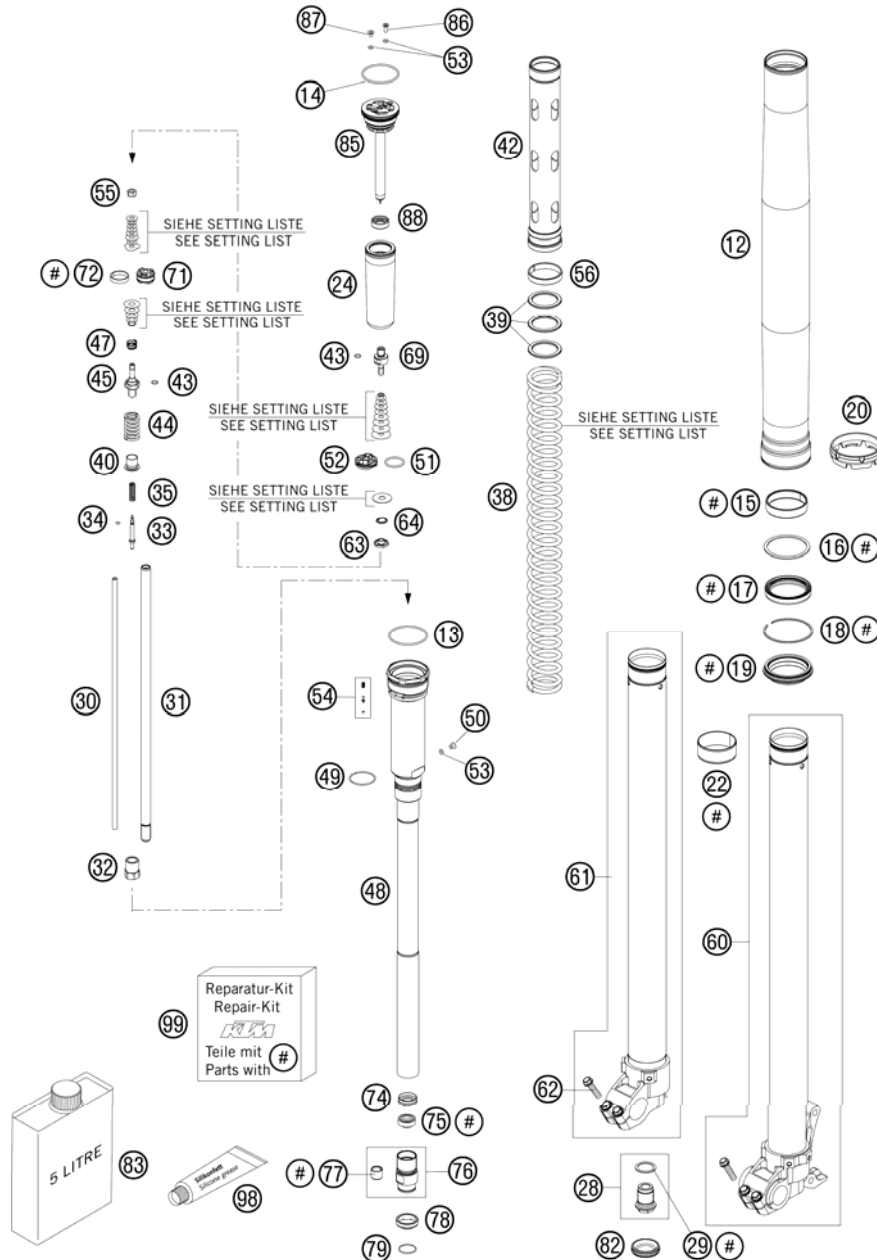 87
86
53
14
85
42
55
SIEHE SETTING LISTE
SEE SETTING LIST
88
12
# 72 71
24
56
SIEHE SETTING LISTE
SEE SETTING LIST
39
47
43 69
45 43
SIEHE SETTING LISTE
SEE SETTING LIST
SIEHE SETTING LISTE
SEE SETTING LIST
20
44
52 51
40
SIEHE SETTING LISTE
SEE SETTING LIST
38
# 15
35
34 33
64
63
16 #
# 17
13
18 #
# 19
30 31
54
50
53
49
22
#
32
48
61
60
Reparatur-Kit
Repair-Kit
KTM
Teile mit
Parts with #
99
62
74
75 #
5 LITRE
83
Silikonfett
Silicone grease
98
# 77 76
28
78
79
82
29 #